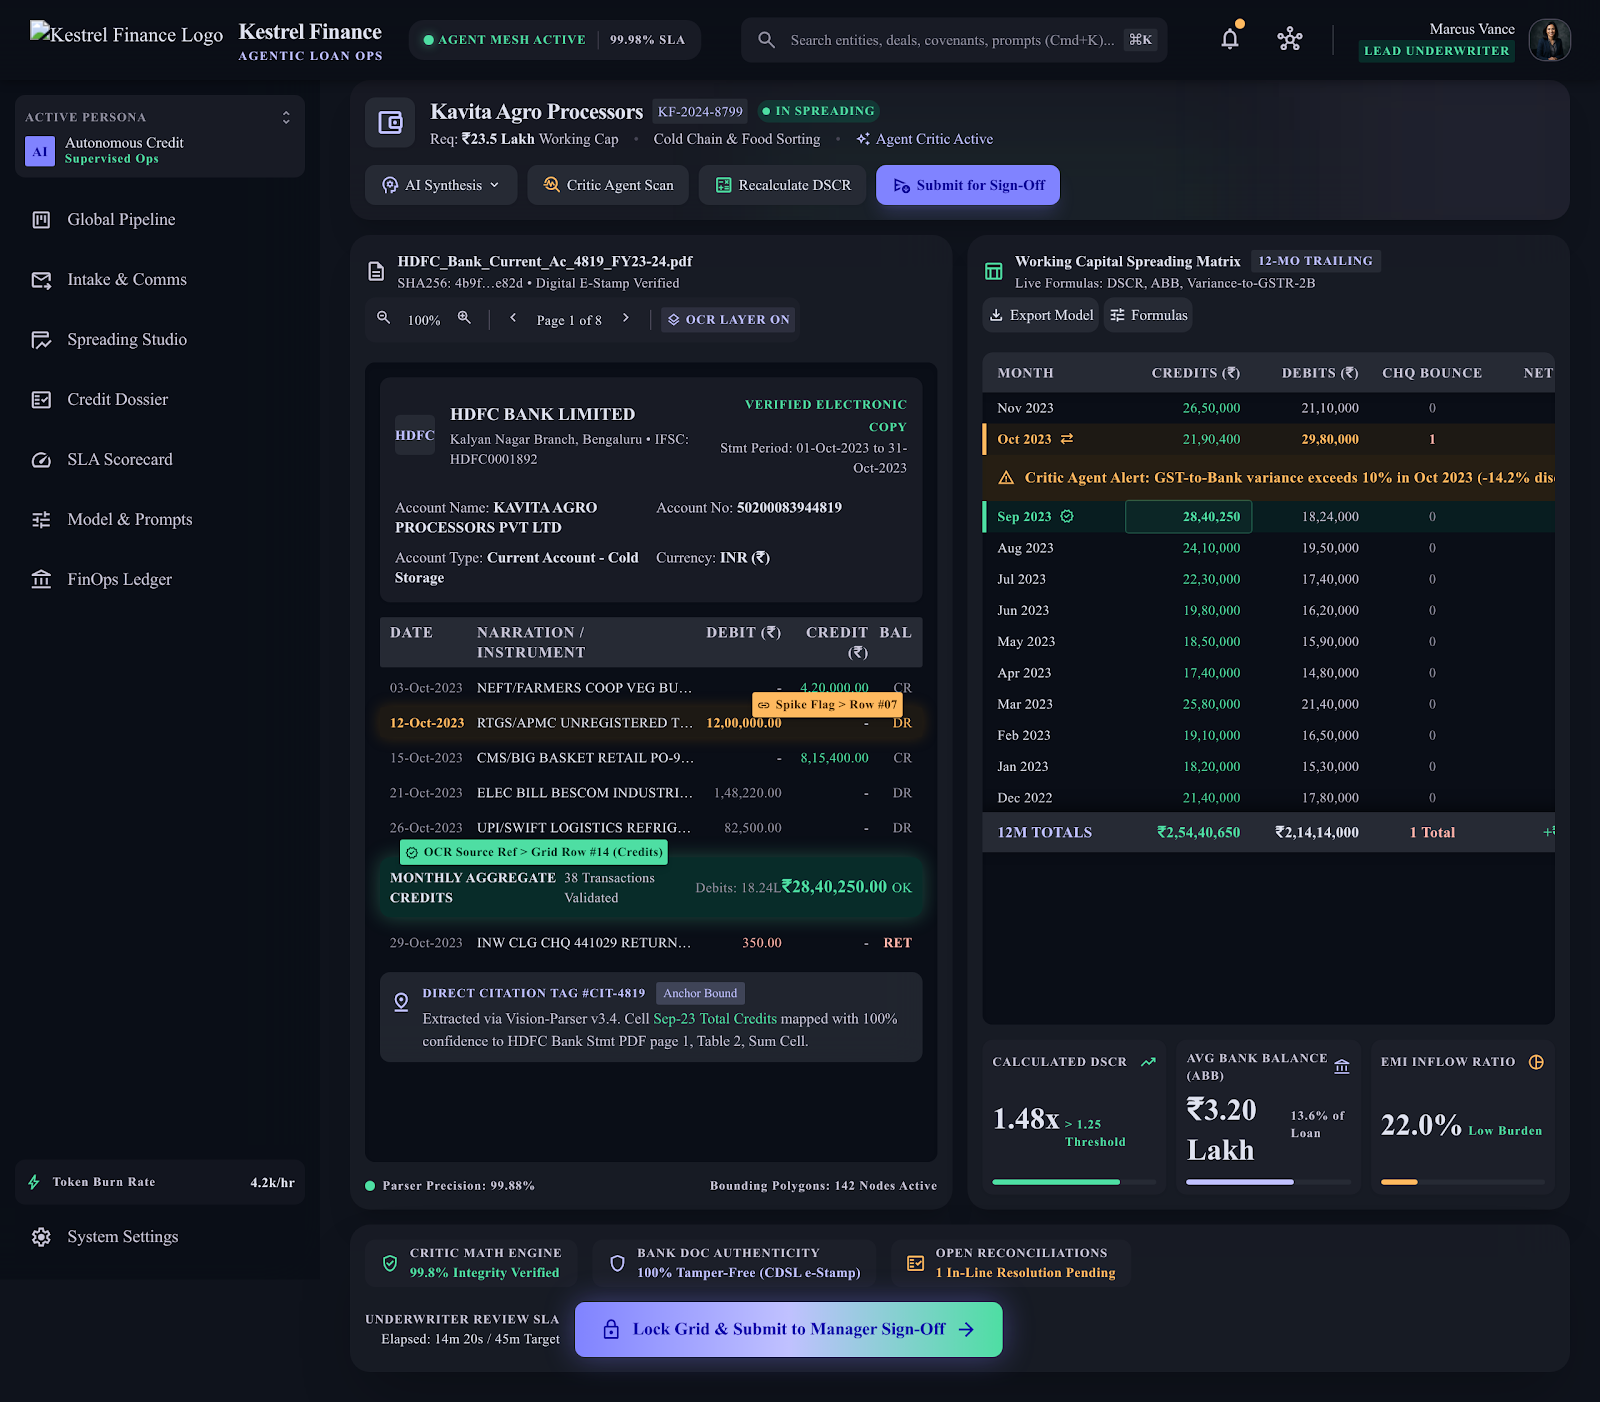 Kestrel Finance Logo
Kestrel Finance
AGENTIC LOAN OPS
AGENT MESH ACTIVE
99.98% SLA
Search entities, deals, covenants, prompts (Cmd+K)...
⌘K
Marcus Vance
LEAD UNDERWRITER
ACTIVE PERSONA
AI
Autonomous Credit
Supervised Ops
Global Pipeline
Intake & Comms
Spreading Studio
Credit Dossier
SLA Scorecard
Model & Prompts
FinOps Ledger
Token Burn Rate
4.2k/hr
System Settings
Kavita Agro Processors
KF-2024-8799
IN SPREADING
Req: ₹23.5 Lakh Working Cap • Cold Chain & Food Sorting • Agent Critic Active
AI Synthesis
Critic Agent Scan
Recalculate DSCR
Submit for Sign-Off
HDFC_Bank_Current_Ac_4819_FY23-24.pdf
SHA256: 4b9f...e82d • Digital E-Stamp Verified
100%
Page 1 of 8
OCR LAYER ON
HDFC
HDFC BANK LIMITED
Kalyan Nagar Branch, Bengaluru • IFSC:
HDFC0001892
VERIFIED ELECTRONIC
COPY
Stmt Period: 01-Oct-2023 to 31-
Oct-2023
Account Name: KAVITA AGRO
PROCESSORS PVT LTD
Account No: 50200083944819
Account Type: Current Account - Cold
Storage
Currency: INR (₹)
DATE NARRATION / DEBIT (₹) CREDIT BAL
INSTRUMENT (₹)
03-Oct-2023 NEFT/FARMERS COOP VEG BU... - 4,20,000.00 CR
Spike Flag > Row #07
12-Oct-2023 RTGS/APMC UNREGISTERED T... 12,00,000.00 - DR
15-Oct-2023 CMS/BIG BASKET RETAIL PO-9... - 8,15,400.00 CR
21-Oct-2023 ELEC BILL BESCOM INDUSTRI... 1,48,220.00 - DR
26-Oct-2023 UPI/SWIFT LOGISTICS REFRIG... 82,500.00 - DR
OCR Source Ref > Grid Row #14 (Credits)
MONTHLY AGGREGATE
CREDITS
38 Transactions
Validated
Debits: 18.24L
₹28,40,250.00 OK
29-Oct-2023 INW CLG CHQ 441029 RETURN... 350.00 - RET
DIRECT CITATION TAG #CIT-4819
Anchor Bound
Extracted via Vision-Parser v3.4. Cell Sep-23 Total Credits mapped with 100%
confidence to HDFC Bank Stmt PDF page 1, Table 2, Sum Cell.
Parser Precision: 99.88%
Bounding Polygons: 142 Nodes Active
Working Capital Spreading Matrix
12-MO TRAILING
Live Formulas: DSCR, ABB, Variance-to-GSTR-2B
Export Model
Formulas
MONTH CREDITS (₹) DEBITS (₹) CHQ BOUNCE NET
Nov 2023 26,50,000 21,10,000 0
Oct 2023 21,90,400 29,80,000 1
Critic Agent Alert: GST-to-Bank variance exceeds 10% in Oct 2023 (-14.2% dis
Sep 2023 28,40,250 18,24,000 0
Aug 2023 24,10,000 19,50,000 0
Jul 2023 22,30,000 17,40,000 0
Jun 2023 19,80,000 16,20,000 0
May 2023 18,50,000 15,90,000 0
Apr 2023 17,40,000 14,80,000 0
Mar 2023 25,80,000 21,40,000 0
Feb 2023 19,10,000 16,50,000 0
Jan 2023 18,20,000 15,30,000 0
Dec 2022 21,40,000 17,80,000 0
12M TOTALS ₹2,54,40,650 ₹2,14,14,000 1 Total +₹
CALCULATED DSCR
1.48x
> 1.25
Threshold
AVG BANK BALANCE
(ABB)
₹3.20
Lakh
13.6% of
Loan
EMI INFLOW RATIO
22.0%
Low Burden
CRITIC MATH ENGINE
99.8% Integrity Verified
BANK DOC AUTHENTICITY
100% Tamper-Free (CDSL e-Stamp)
OPEN RECONCILIATIONS
1 In-Line Resolution Pending
UNDERWRITER REVIEW SLA
Elapsed: 14m 20s / 45m Target
Lock Grid & Submit to Manager Sign-Off